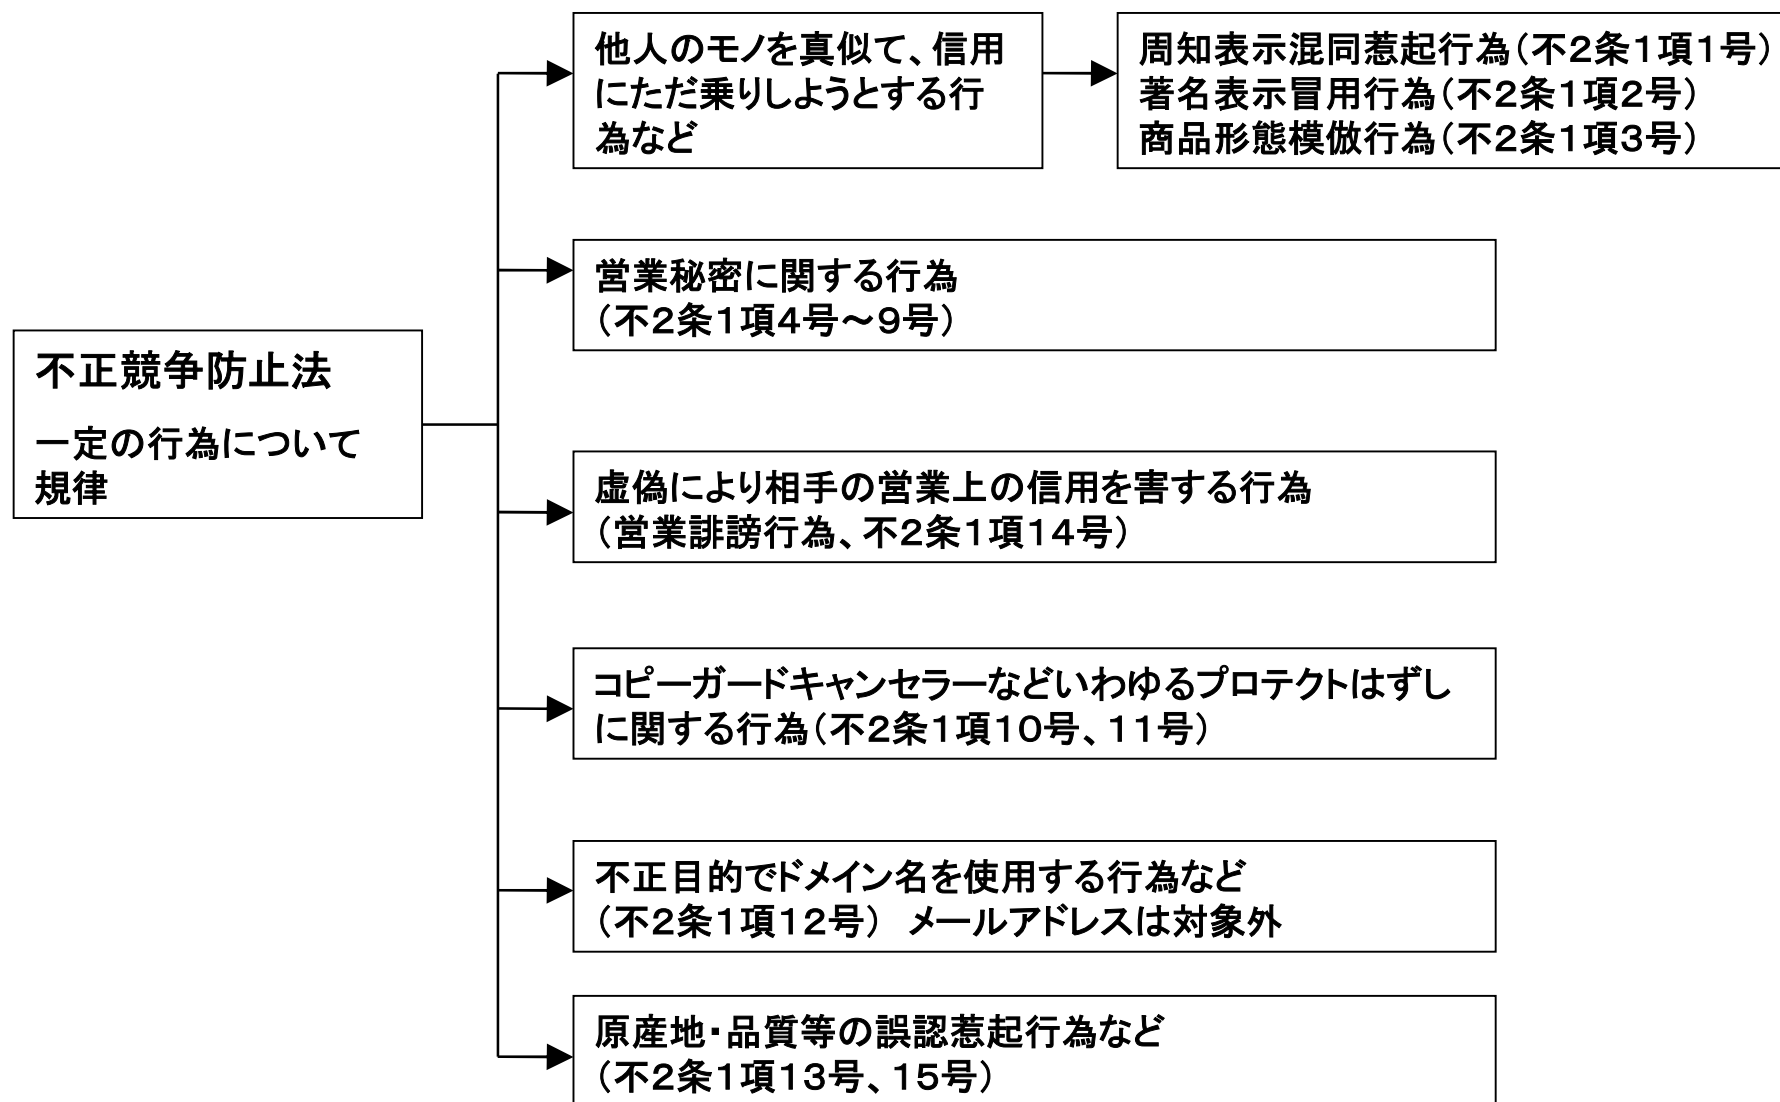 他人のモノを真似て、信用
にただ乗りしようとする行
為など
周知表示混同惹起行為（不２条１項１号）
著名表示冒用行為（不２条１項２号）
商品形態模倣行為（不２条１項３号）
営業秘密に関する行為
（不２条１項４号～９号）
不正競争防止法
一定の行為について
規律
虚偽により相手の営業上の信用を害する行為
（営業誹謗行為、不２条１項１４号）
コピーガードキャンセラーなどいわゆるプロテクトはずし
に関する行為（不２条１項１０号、１１号）
不正目的でドメイン名を使用する行為など
（不２条１項１２号）　メールアドレスは対象外
原産地・品質等の誤認惹起行為など
（不２条１項１３号、１５号）